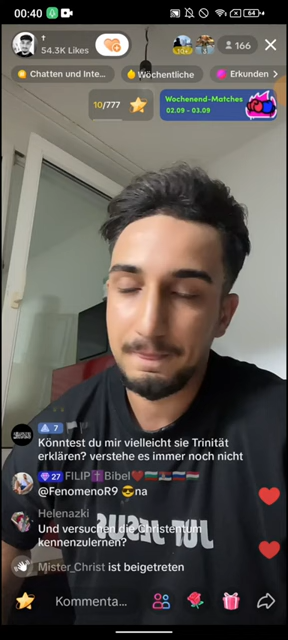 00:40
64
†
54.3K Likes
166
Chatten und Inte...
Wöchentliche
Erkunden
10/777
Wochenend-Matches
02.09 - 03.09
7
Könntest du mir vielleicht sie Trinität
erklären? verstehe es immer noch nicht
27 FILIP✝️Bibel❤️
@FenomenoR9 😎na
Helenazki
Und versuchen die Christentum
kennenzulernen?
Mister_Christ ist beigetreten
Kommenta...